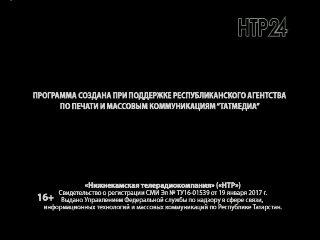 НТР24
ПРОГРАММА СОЗДАНА ПРИ ПОДДЕРЖКЕ РЕСПУБЛИКАНСКОГО АГЕНТСТВА
ПО ПЕЧАТИ И МАССОВЫМ КОММУНИКАЦИЯМ "ТАТМЕДИА"
«Нижнекамская телерадиокомпания» («НТР»)
16+
Свидетельство о регистрации СМИ Эл № ТУ16-01539 от 19 января 2017 г.
Выдано Управлением Федеральной службы по надзору в сфере связи,
информационных технологий и массовых коммуникаций по Республике Татарстан.